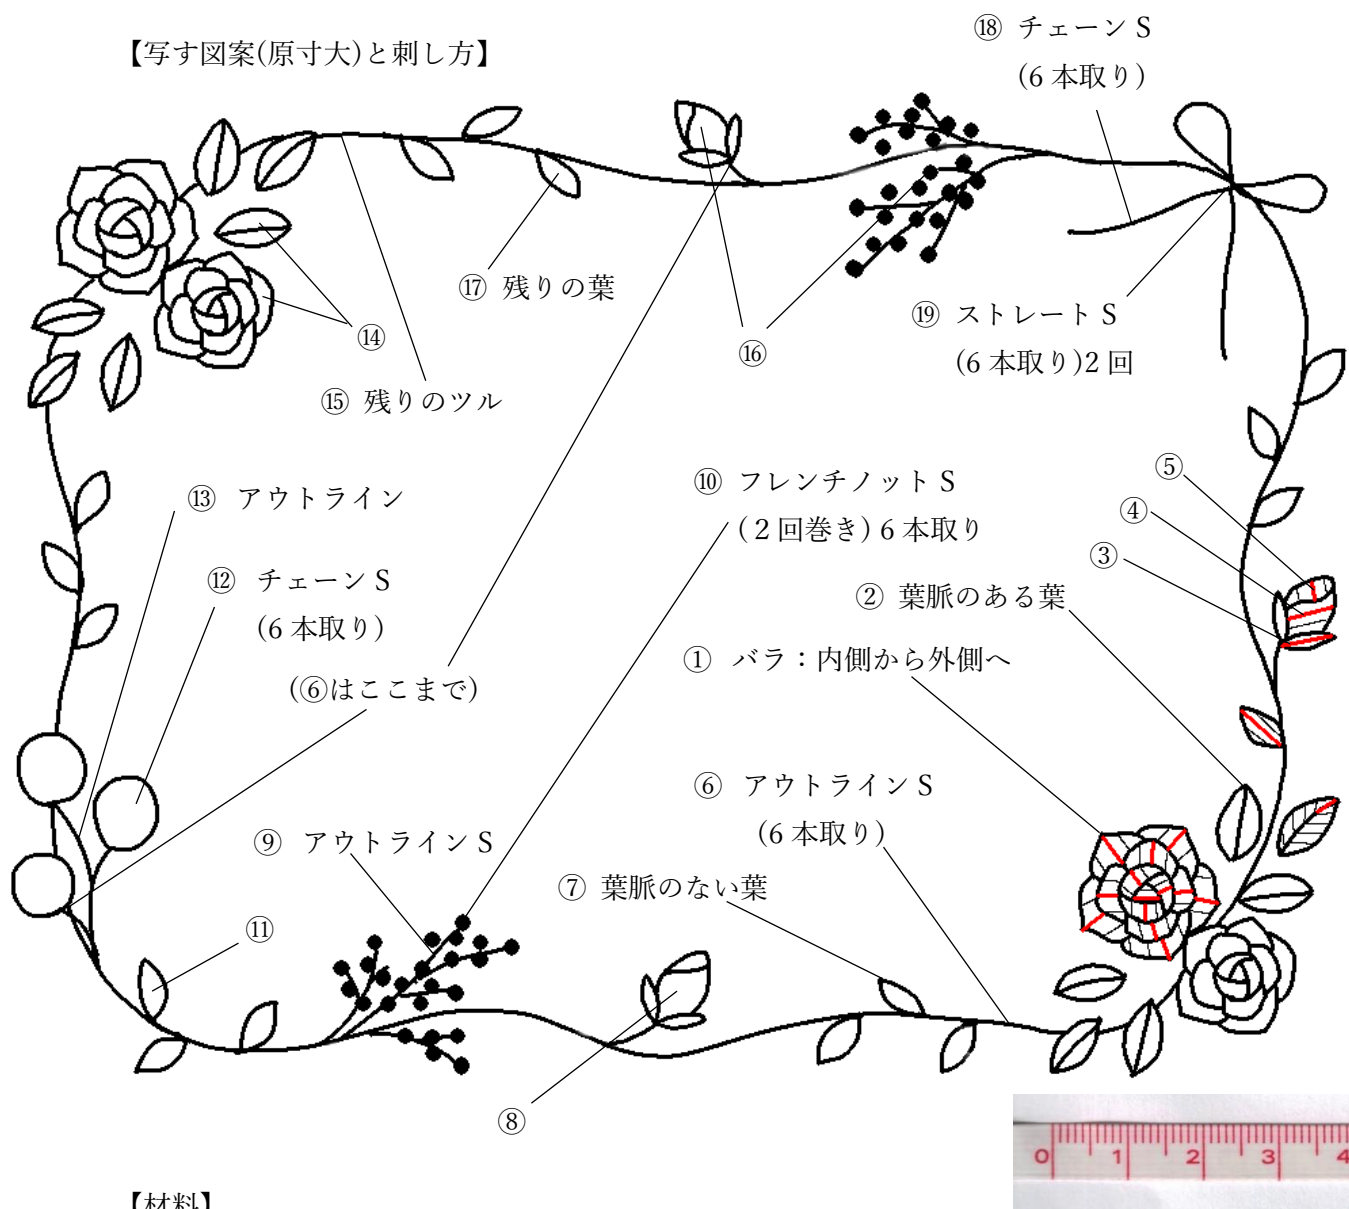 【写す図案(原寸大)と刺し方】
⑱ チェーン S
(6 本取り)
⑰ 残りの葉
⑭
⑯
⑲ ストレート S
(6 本取り)2 回
⑮ 残りのツル
⑤
⑩ フレンチノット S
(２回巻き) 6 本取り
⑬ アウトライン
④
③
⑫ チェーン S
(6 本取り)
② 葉脈のある葉
① バラ：内側から外側へ
(⑥はここまで)
⑥ アウトライン S
(6 本取り)
⑨ アウトライン S
⑦ 葉脈のない葉
⑪
⑧
0 1 2 3 4
【材料】